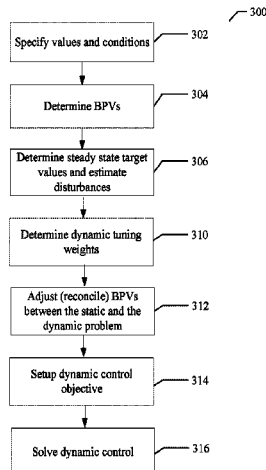 300
Specify values and conditions
302
Determine BPVs
304
Determine steady state target
values and estimate
disturbances
306
Determine dynamic tuning
weights
310
Adjust (reconcile) BPVs
between the static and the
dynamic problem
312
Setup dynamic control
objective
314
Solve dynamic control
316